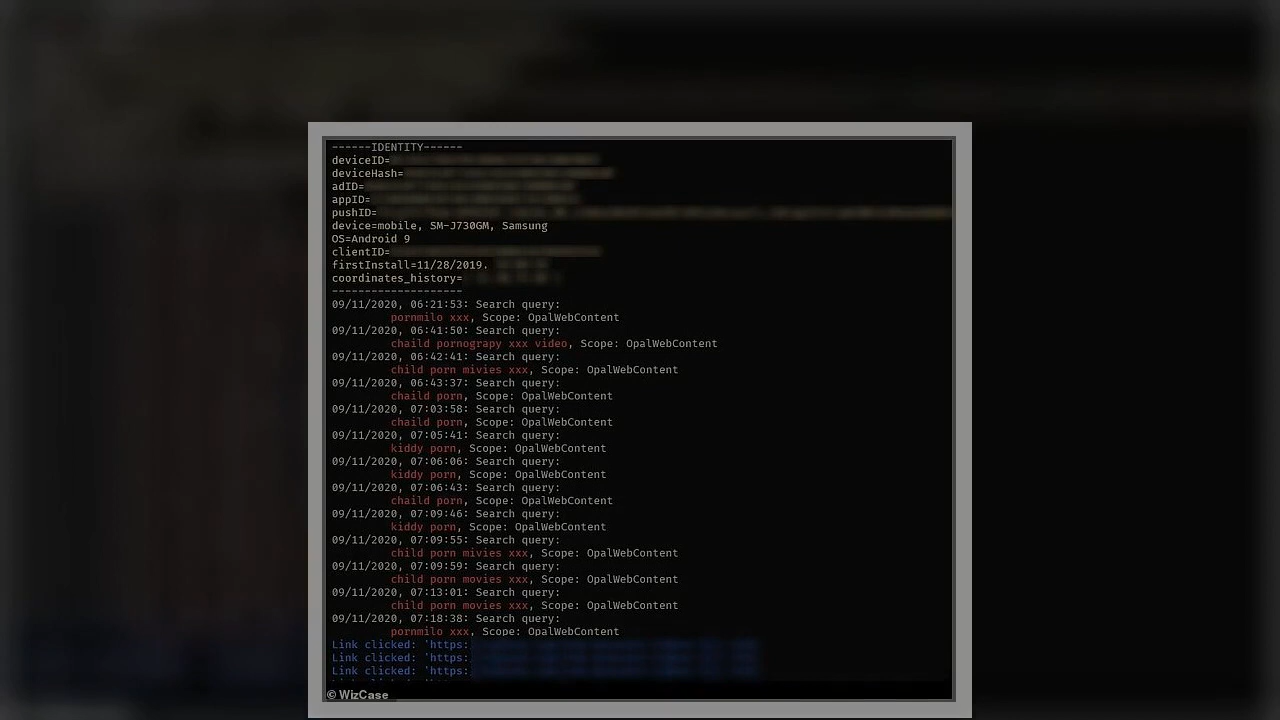 ------IDENTITY------
deviceID=
deviceHash=
adID=
appID=
pushID=
device=mobile, SM-J730GM, Samsung
OS=Android 9
clientID=
firstInstall=11/28/2019.
coordinates_history=
--------------------
09/11/2020, 06:21:53: Search query:
pornmilo xxx, Scope: OpalWebContent
09/11/2020, 06:41:50: Search query:
chaild pornograpy xxx video, Scope: OpalWebContent
09/11/2020, 06:42:41: Search query:
child porn mivies xxx, Scope: OpalWebContent
09/11/2020, 06:43:37: Search query:
chaild porn, Scope: OpalWebContent
09/11/2020, 07:03:58: Search query:
chaild porn, Scope: OpalWebContent
09/11/2020, 07:05:41: Search query:
kiddy porn, Scope: OpalWebContent
09/11/2020, 07:06:06: Search query:
kiddy porn, Scope: OpalWebContent
09/11/2020, 07:06:43: Search query:
chaild porn, Scope: OpalWebContent
09/11/2020, 07:09:46: Search query:
kiddy porn, Scope: OpalWebContent
09/11/2020, 07:09:55: Search query:
child porn mivies xxx, Scope: OpalWebContent
09/11/2020, 07:09:59: Search query:
child porn movies xxx, Scope: OpalWebContent
09/11/2020, 07:13:01: Search query:
child porn movies xxx, Scope: OpalWebContent
09/11/2020, 07:18:38: Search query:
pornmilo xxx, Scope: OpalWebContent
Link clicked: 'https:
Link clicked: 'https:
Link clicked: 'https:
© WizCase